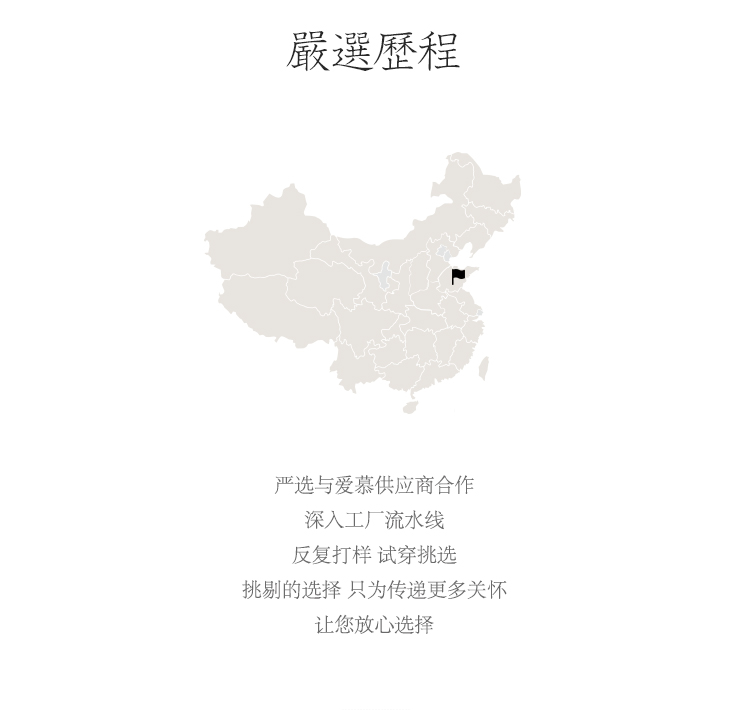 嚴選歷程
严选与爱慕供应商合作
深入工厂流水线
反复打样 试穿挑选
挑剔的选择 只为传递更多关怀
让您放心选择